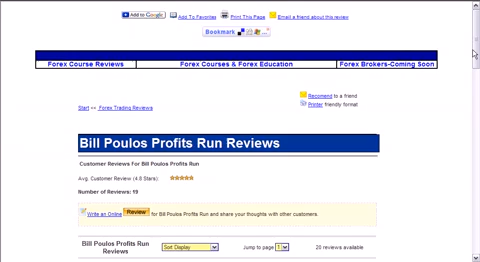 Add to Google Add To Favorites Print This Page Email a friend about this review
Bookmark
Forex Course Reviews Forex Courses & Forex Education Forex Brokers-Coming Soon
Recomend to a friend
Start >> Forex Trading Reviews Printer friendly format
Bill Poulos Profits Run Reviews
Customer Reviews For Bill Poulos Profits Run
Avg. Customer Review (4.8 Stars):
Number of Reviews: 19
Write an Online Review for Bill Poulos Profits Run and share your thoughts with other customers.
Bill Poulos Profits Run Reviews Sort Display Jump to page 1 20 reviews available